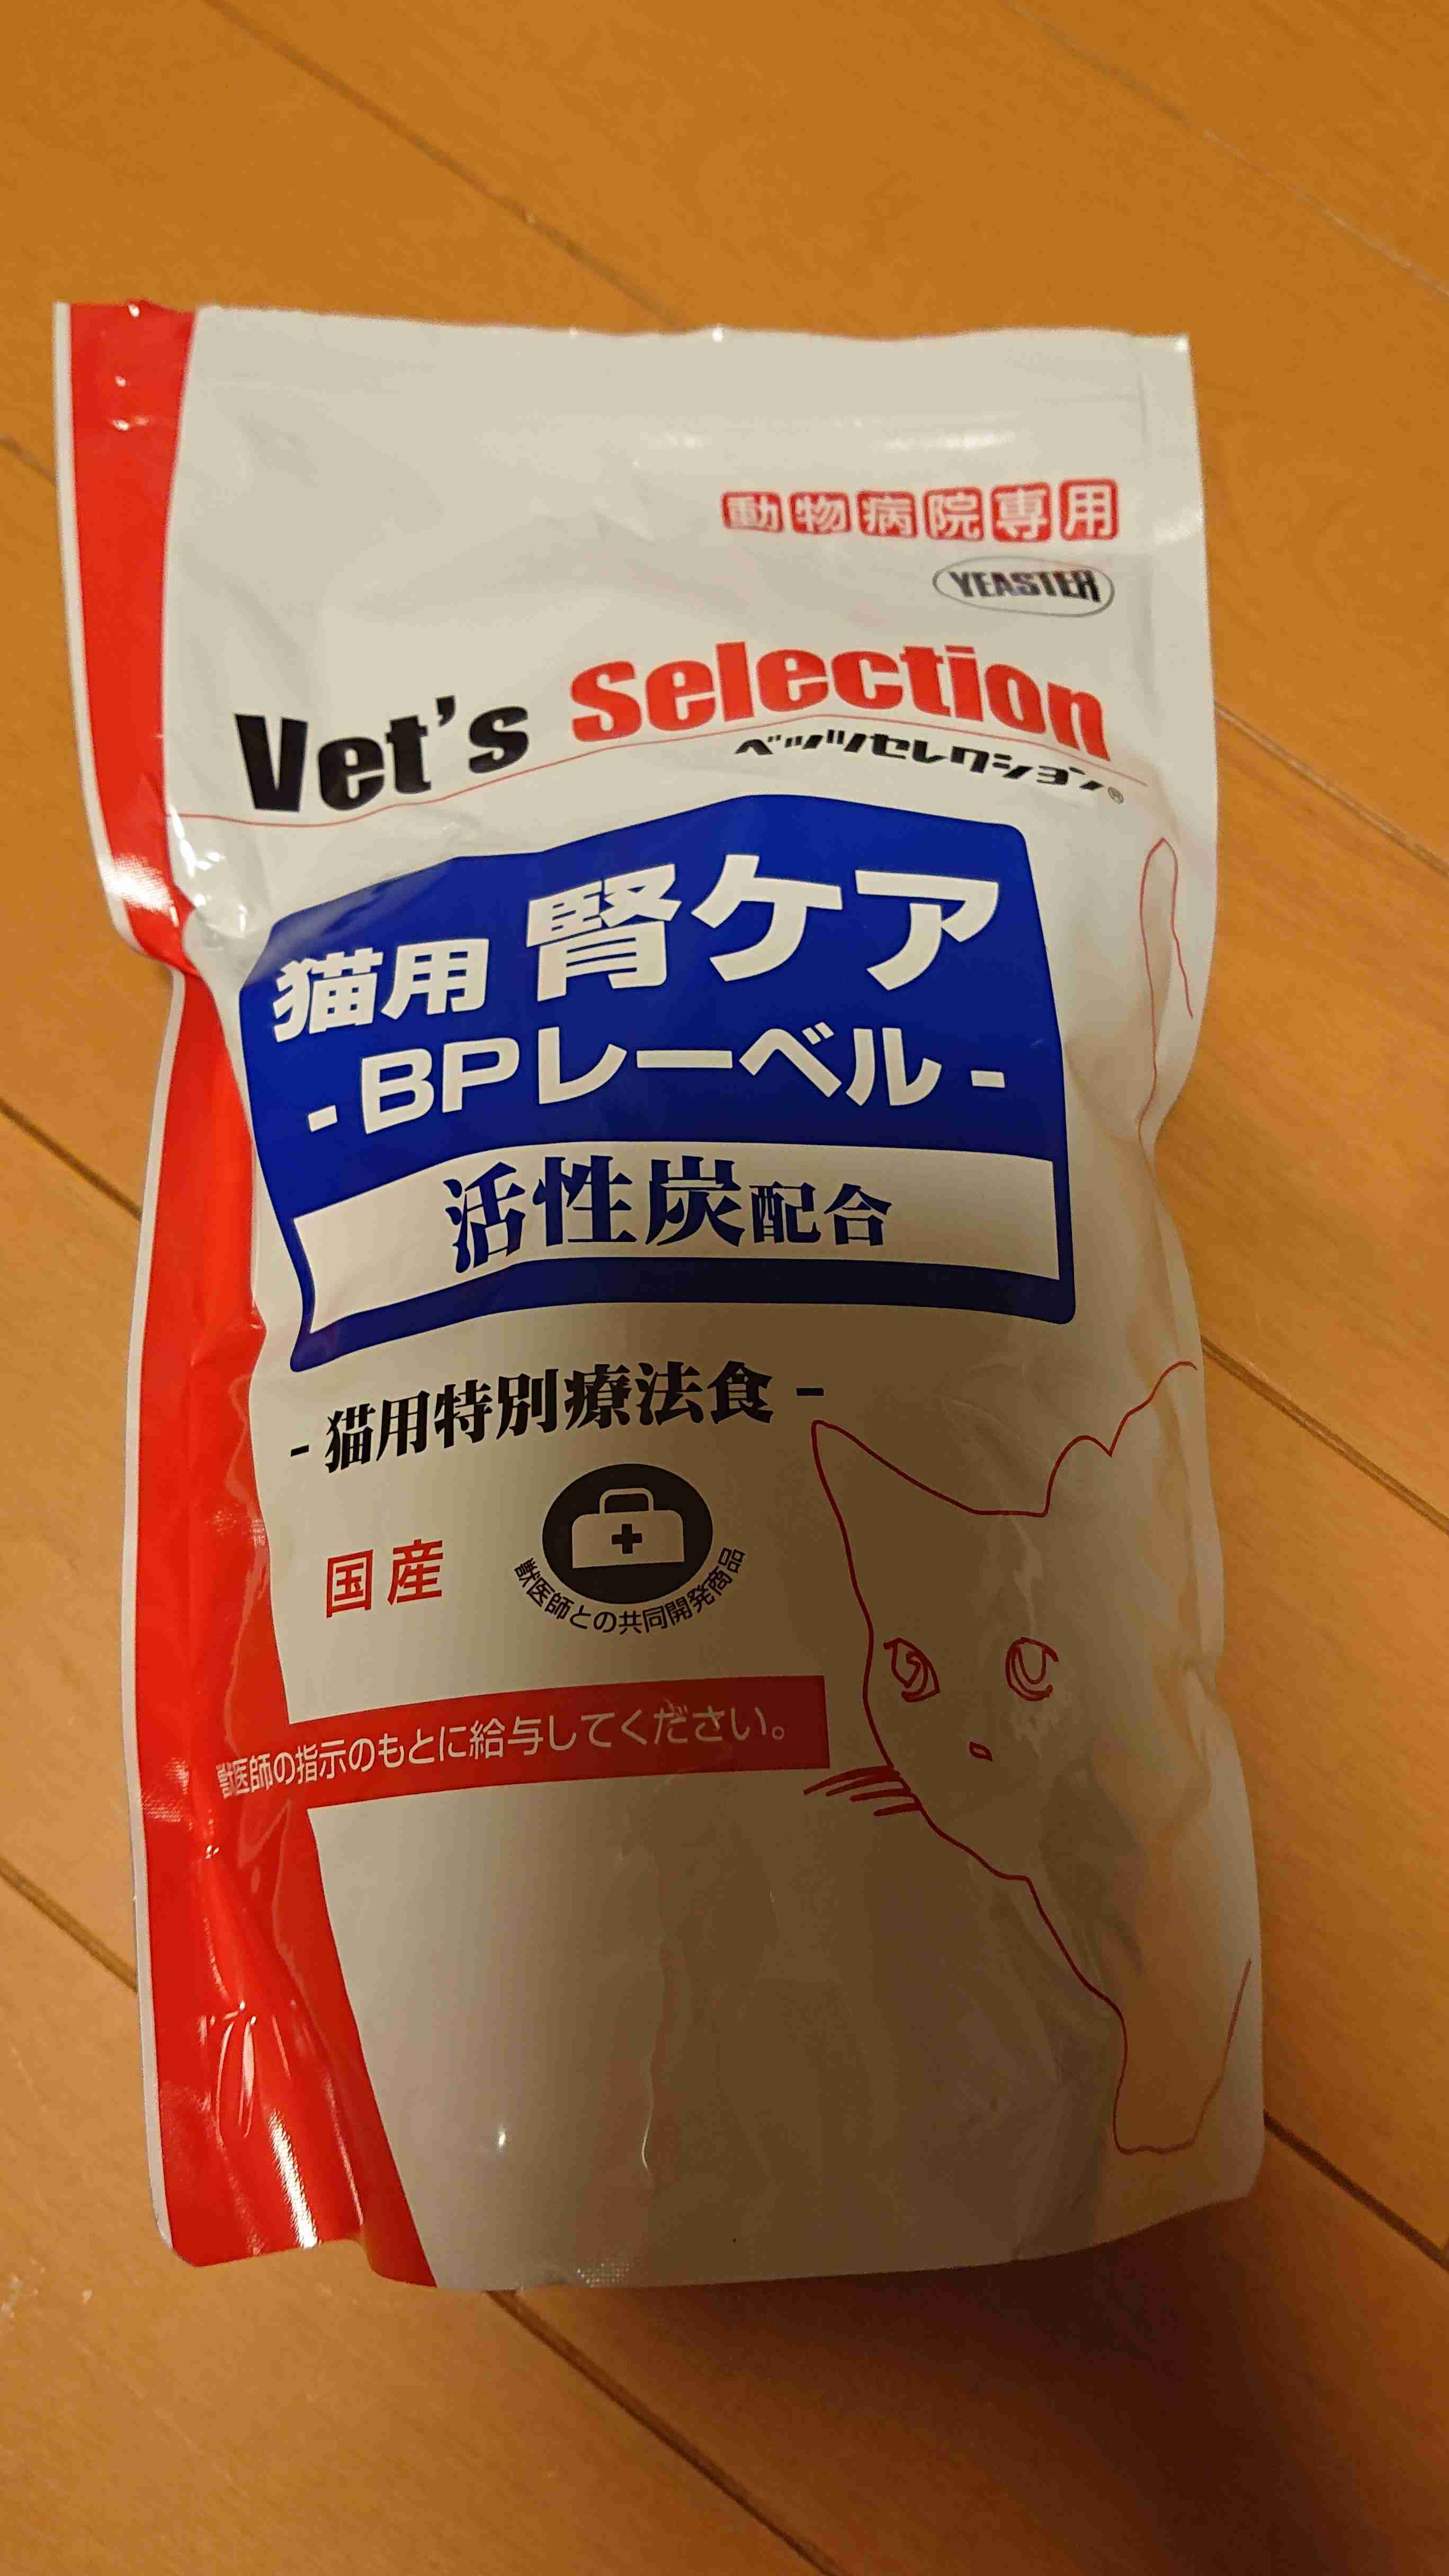 動物病院専用
YEASTER
Vet's Selection
ベッツセレクション®
猫用 腎ケア
-BPレーベル-
活性炭配合
-猫用特別療法食-
国産
獣医師との共同開発商品
獣医師の指示のもとに給与してください。